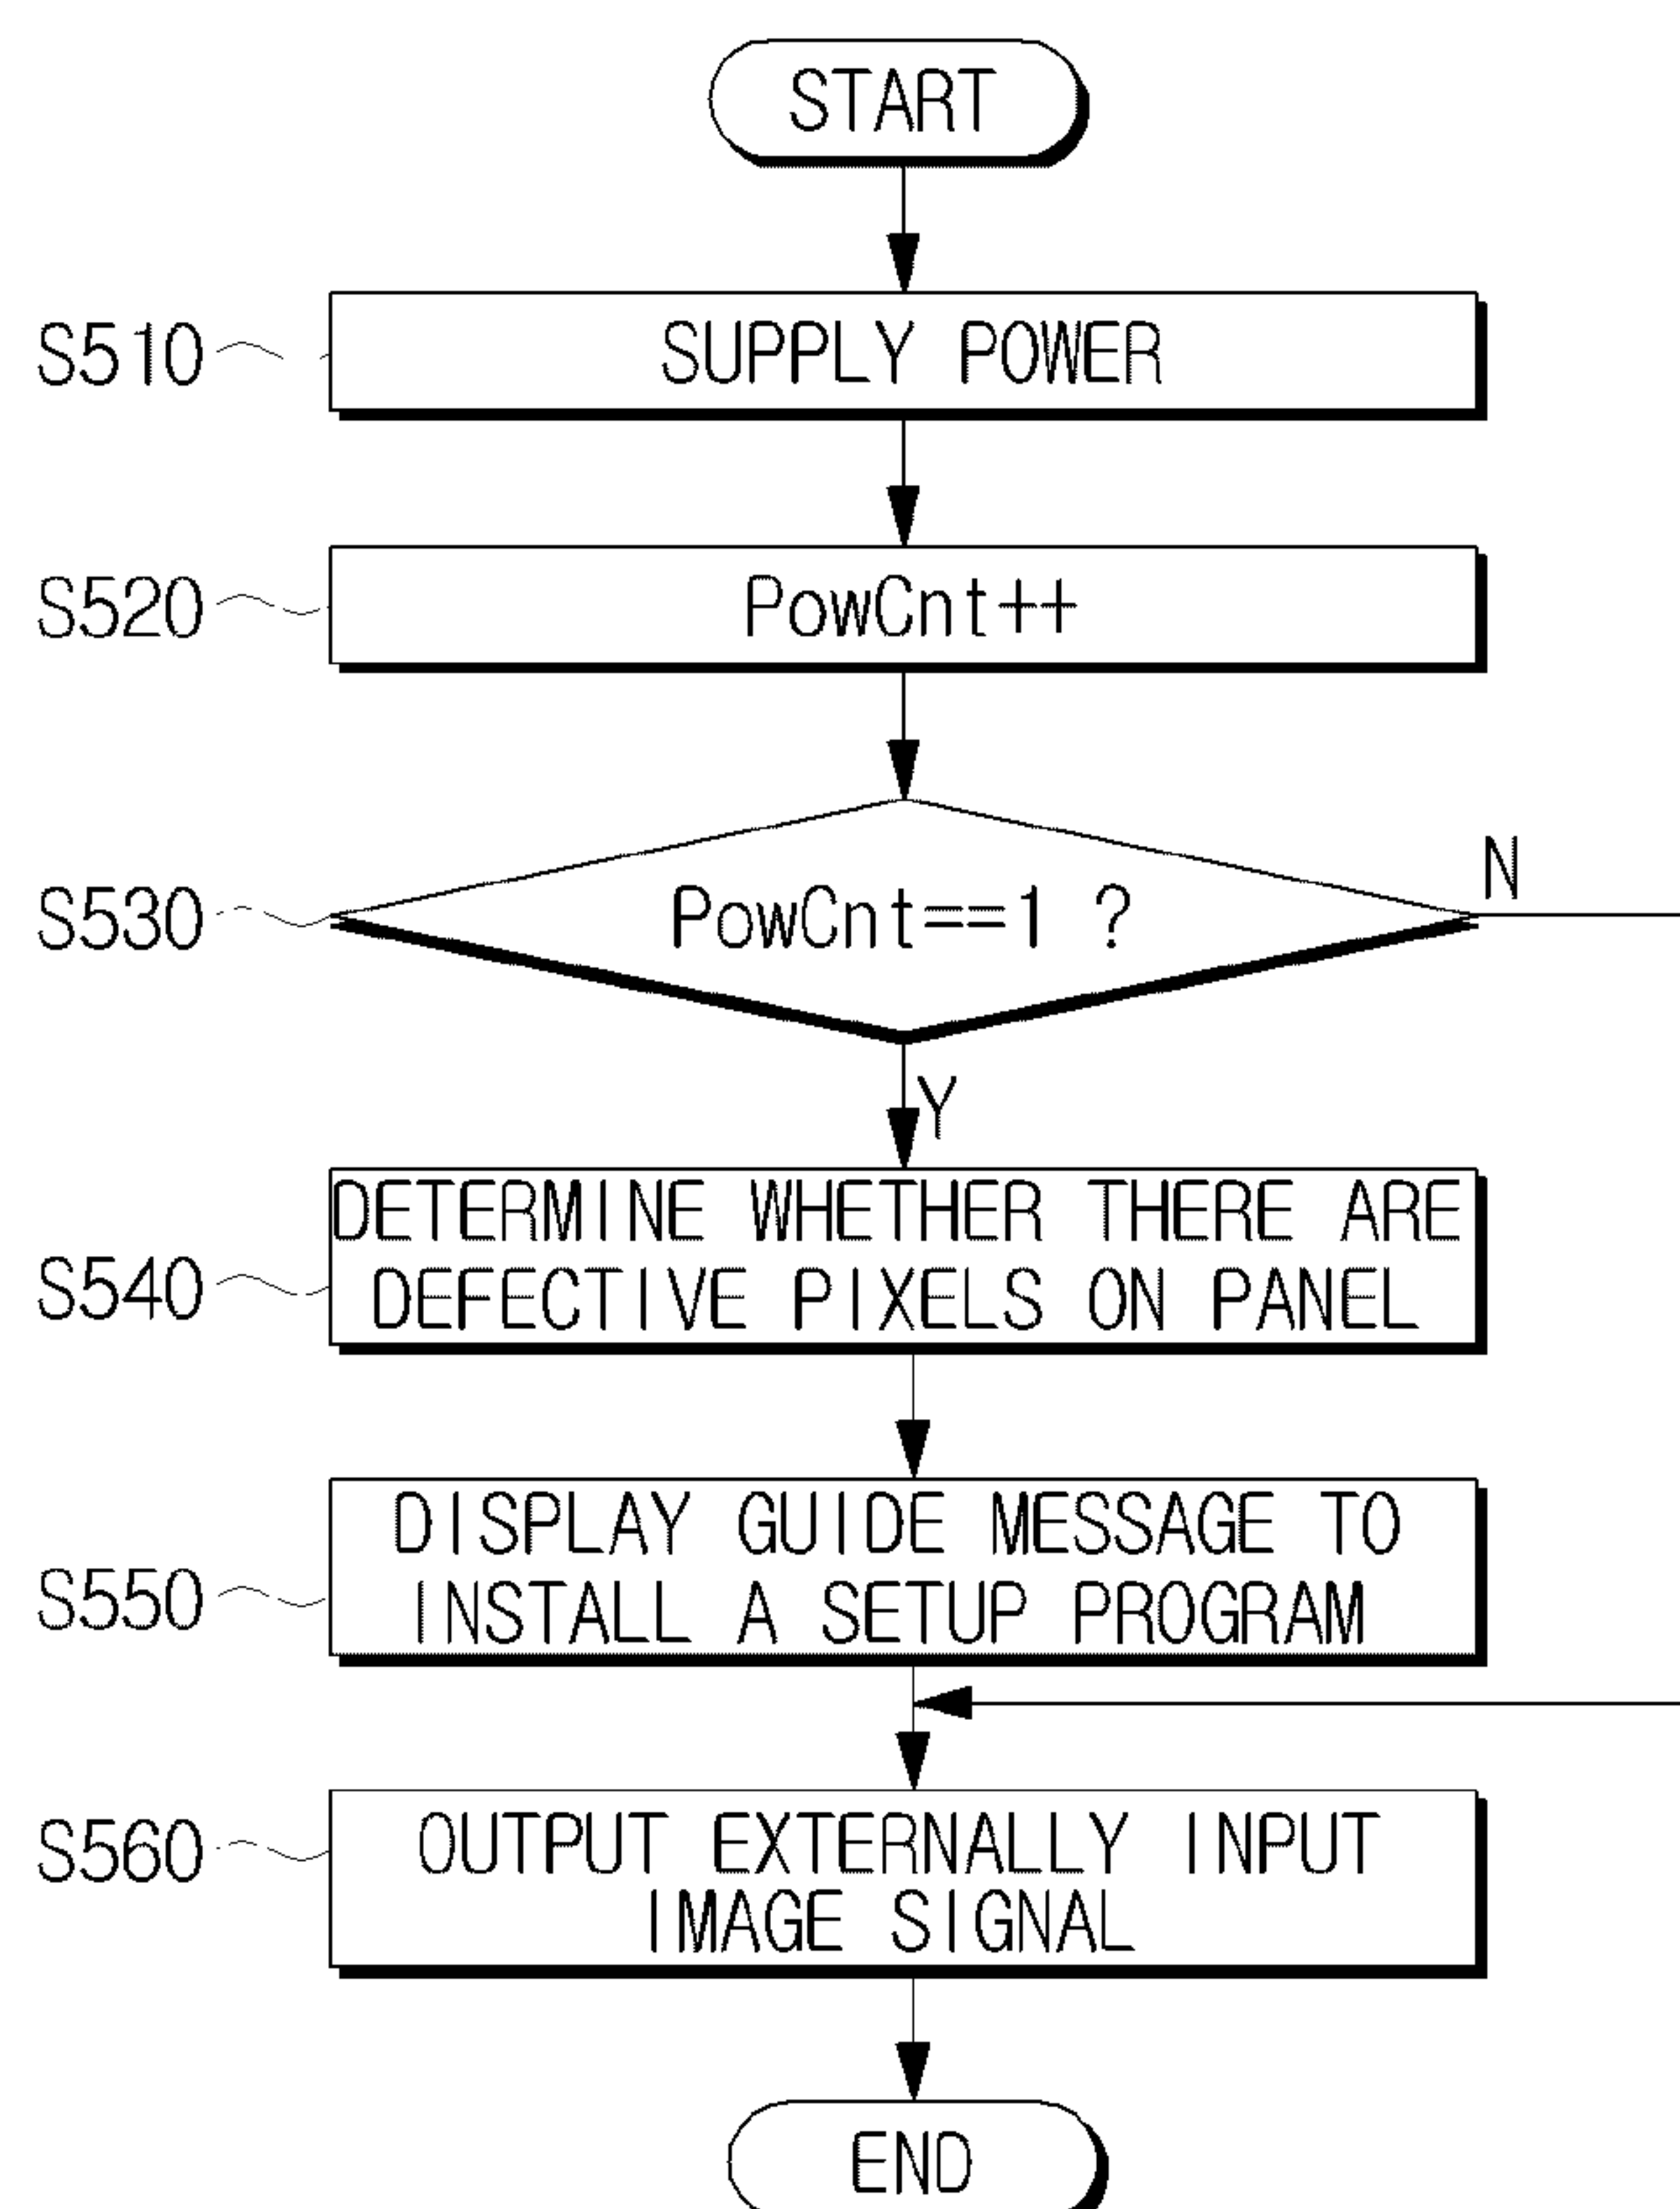 START
S510
SUPPLY POWER
S520
PowCnt++
S530
PowCnt==1 ?
N
Y
S540
DETERMINE WHETHER THERE ARE
DEFECTIVE PIXELS ON PANEL
S550
DISPLAY GUIDE MESSAGE TO
INSTALL A SETUP PROGRAM
S560
OUTPUT EXTERNALLY INPUT
IMAGE SIGNAL
END